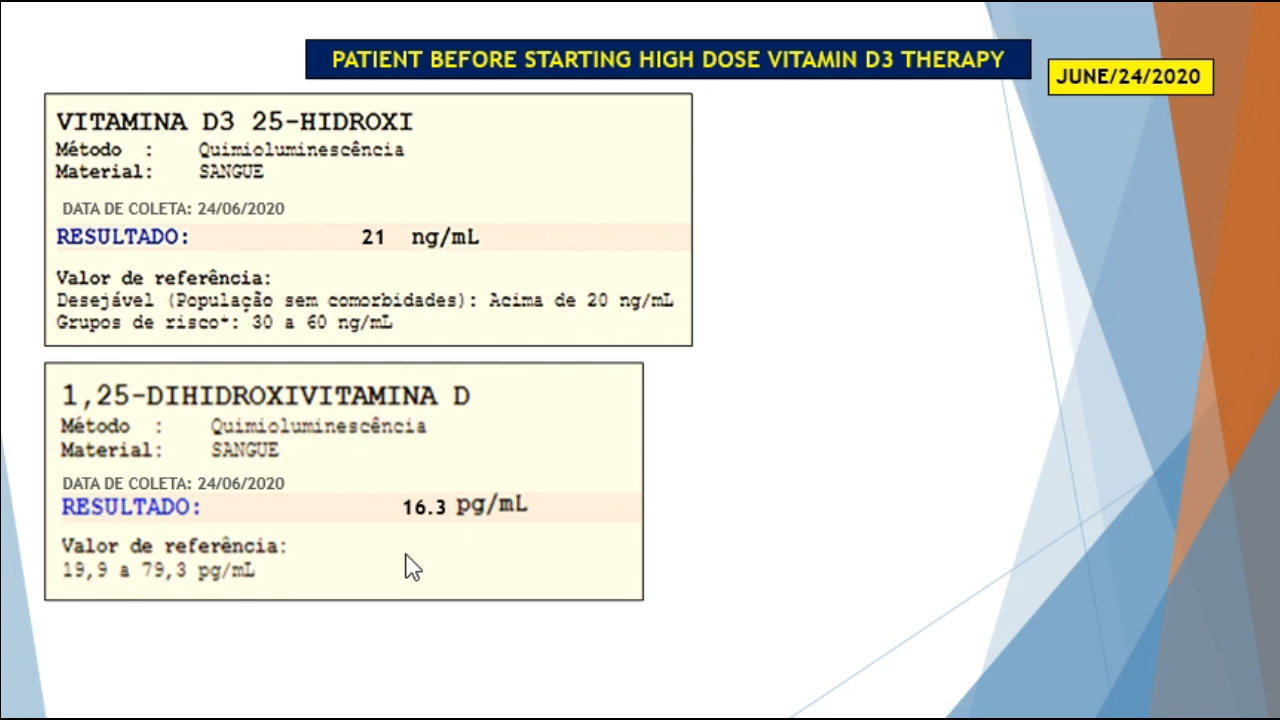 PATIENT BEFORE STARTING HIGH DOSE VITAMIN D3 THERAPY
JUNE/24/2020
VITAMINA D3 25-HIDROXI
Método : Quimioluminescência
Material: SANGUE
DATA DE COLETA: 24/06/2020
RESULTADO: 21 ng/mL
Valor de referência:
Desejável (População sem comorbidades): Acima de 20 ng/mL
Grupos de risco*: 30 a 60 ng/mL
1,25-DIHIDROXIVITAMINA D
Método : Quimioluminescência
Material: SANGUE
DATA DE COLETA: 24/06/2020
RESULTADO: 16.3 pg/mL
Valor de referência:
19,9 a 79,3 pg/mL